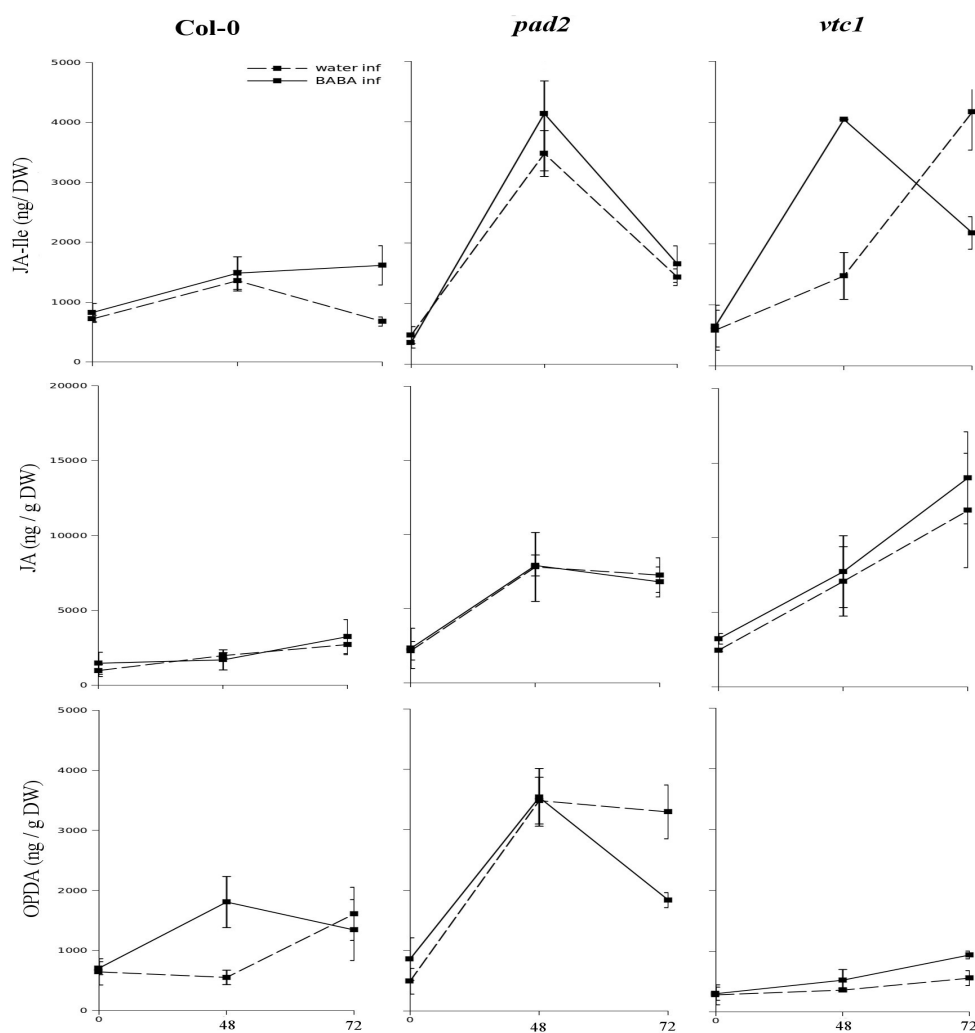 Col-0 pad2 vtc1
water inf
BABA inf
JA-Ile (ng/ DW)
5000
4000
3000
2000
1000
0
JA (ng / g DW)
20000
15000
10000
5000
0
OPDA (ng / g DW)
5000
4000
3000
2000
1000
0
0 48 72 0 48 72 0 48 72